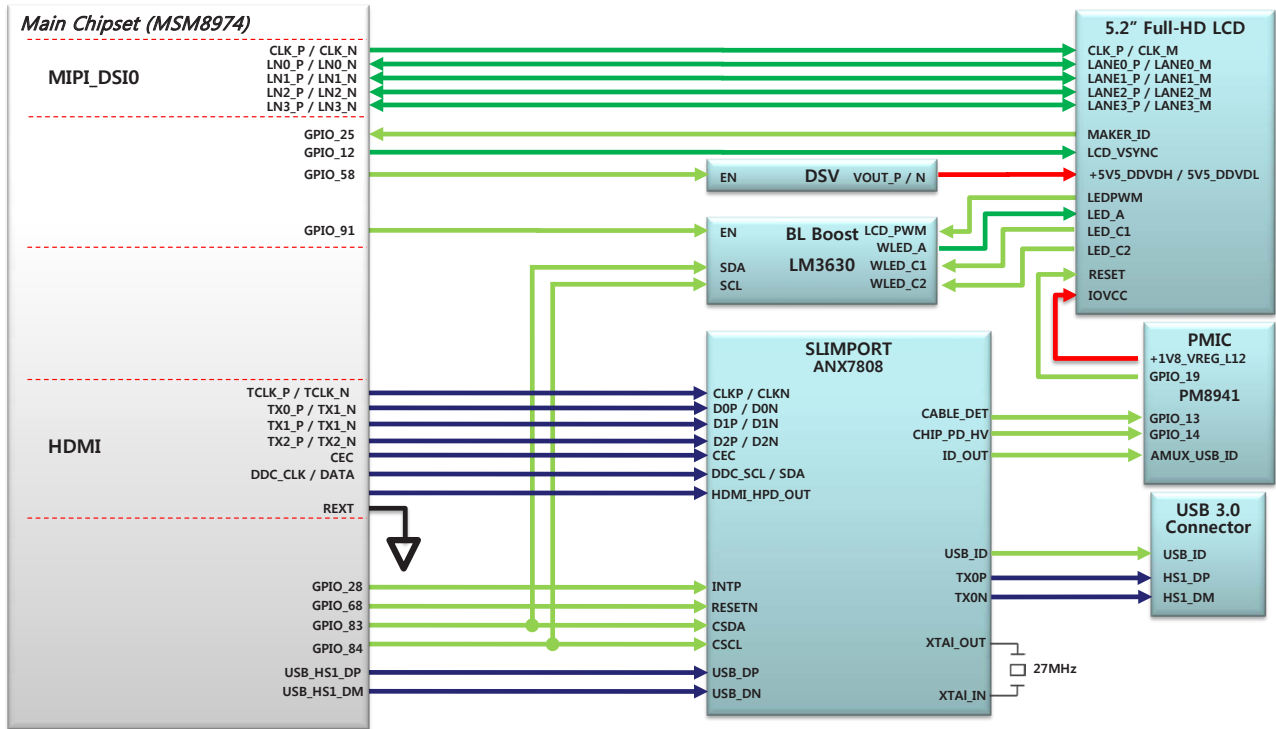 Main Chipset (MSM8974)
MIPI_DSI0
CLK_P / CLK_N
LN0_P / LN0_N
LN1_P / LN1_N
LN2_P / LN2_N
LN3_P / LN3_N
GPIO_25
GPIO_12
GPIO_58
GPIO_91
HDMI
TCLK_P / TCLK_N
TX0_P / TX1_N
TX1_P / TX1_N
TX2_P / TX2_N
CEC
DDC_CLK / DATA
REXT
GPIO_28
GPIO_68
GPIO_83
GPIO_84
USB_HS1_DP
USB_HS1_DM
EN
DSV
VOUT_P / N
EN
BL Boost
LM3630
SDA
SCL
LCD_PWM
WLED_A
WLED_C1
WLED_C2
SLIMPORT
ANX7808
CLKP / CLKN
D0P / D0N
D1P / D1N
D2P / D2N
CEC
DDC_SCL / SDA
HDMI_HPD_OUT
INTP
RESETN
CSDA
CSCL
USB_DP
USB_DN
CABLE_DET
CHIP_PD_HV
ID_OUT
USB_ID
TX0P
TX0N
XTAl_OUT
XTAl_IN
27MHz
5.2” Full-HD LCD
CLK_P / CLK_M
LANE0_P / LANE0_M
LANE1_P / LANE1_M
LANE2_P / LANE2_M
LANE3_P / LANE3_M
MAKER_ID
LCD_VSYNC
+5V5_DDVDH / 5V5_DDVDL
LEDPWM
LED_A
LED_C1
LED_C2
RESET
IOVCC
PMIC
+1V8_VREG_L12
GPIO_19
PM8941
GPIO_13
GPIO_14
AMUX_USB_ID
USB 3.0
Connector
USB_ID
HS1_DP
HS1_DM